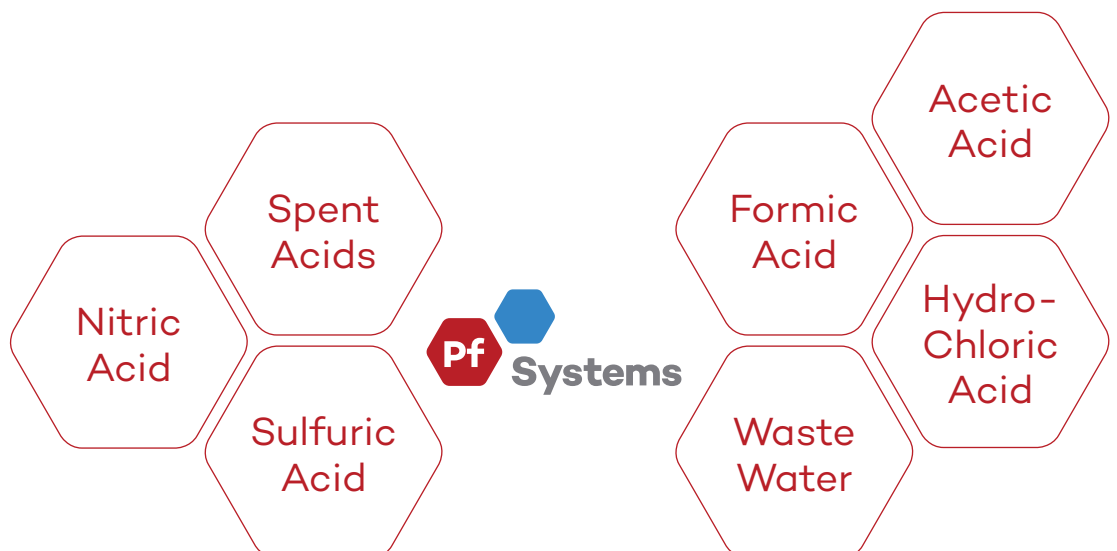 Acetic
Acid
Spent
Acids
Formic
Acid
Nitric
Acid
Hydro-
Chloric
Acid
Pf
Systems
Sulfuric
Acid
Waste
Water